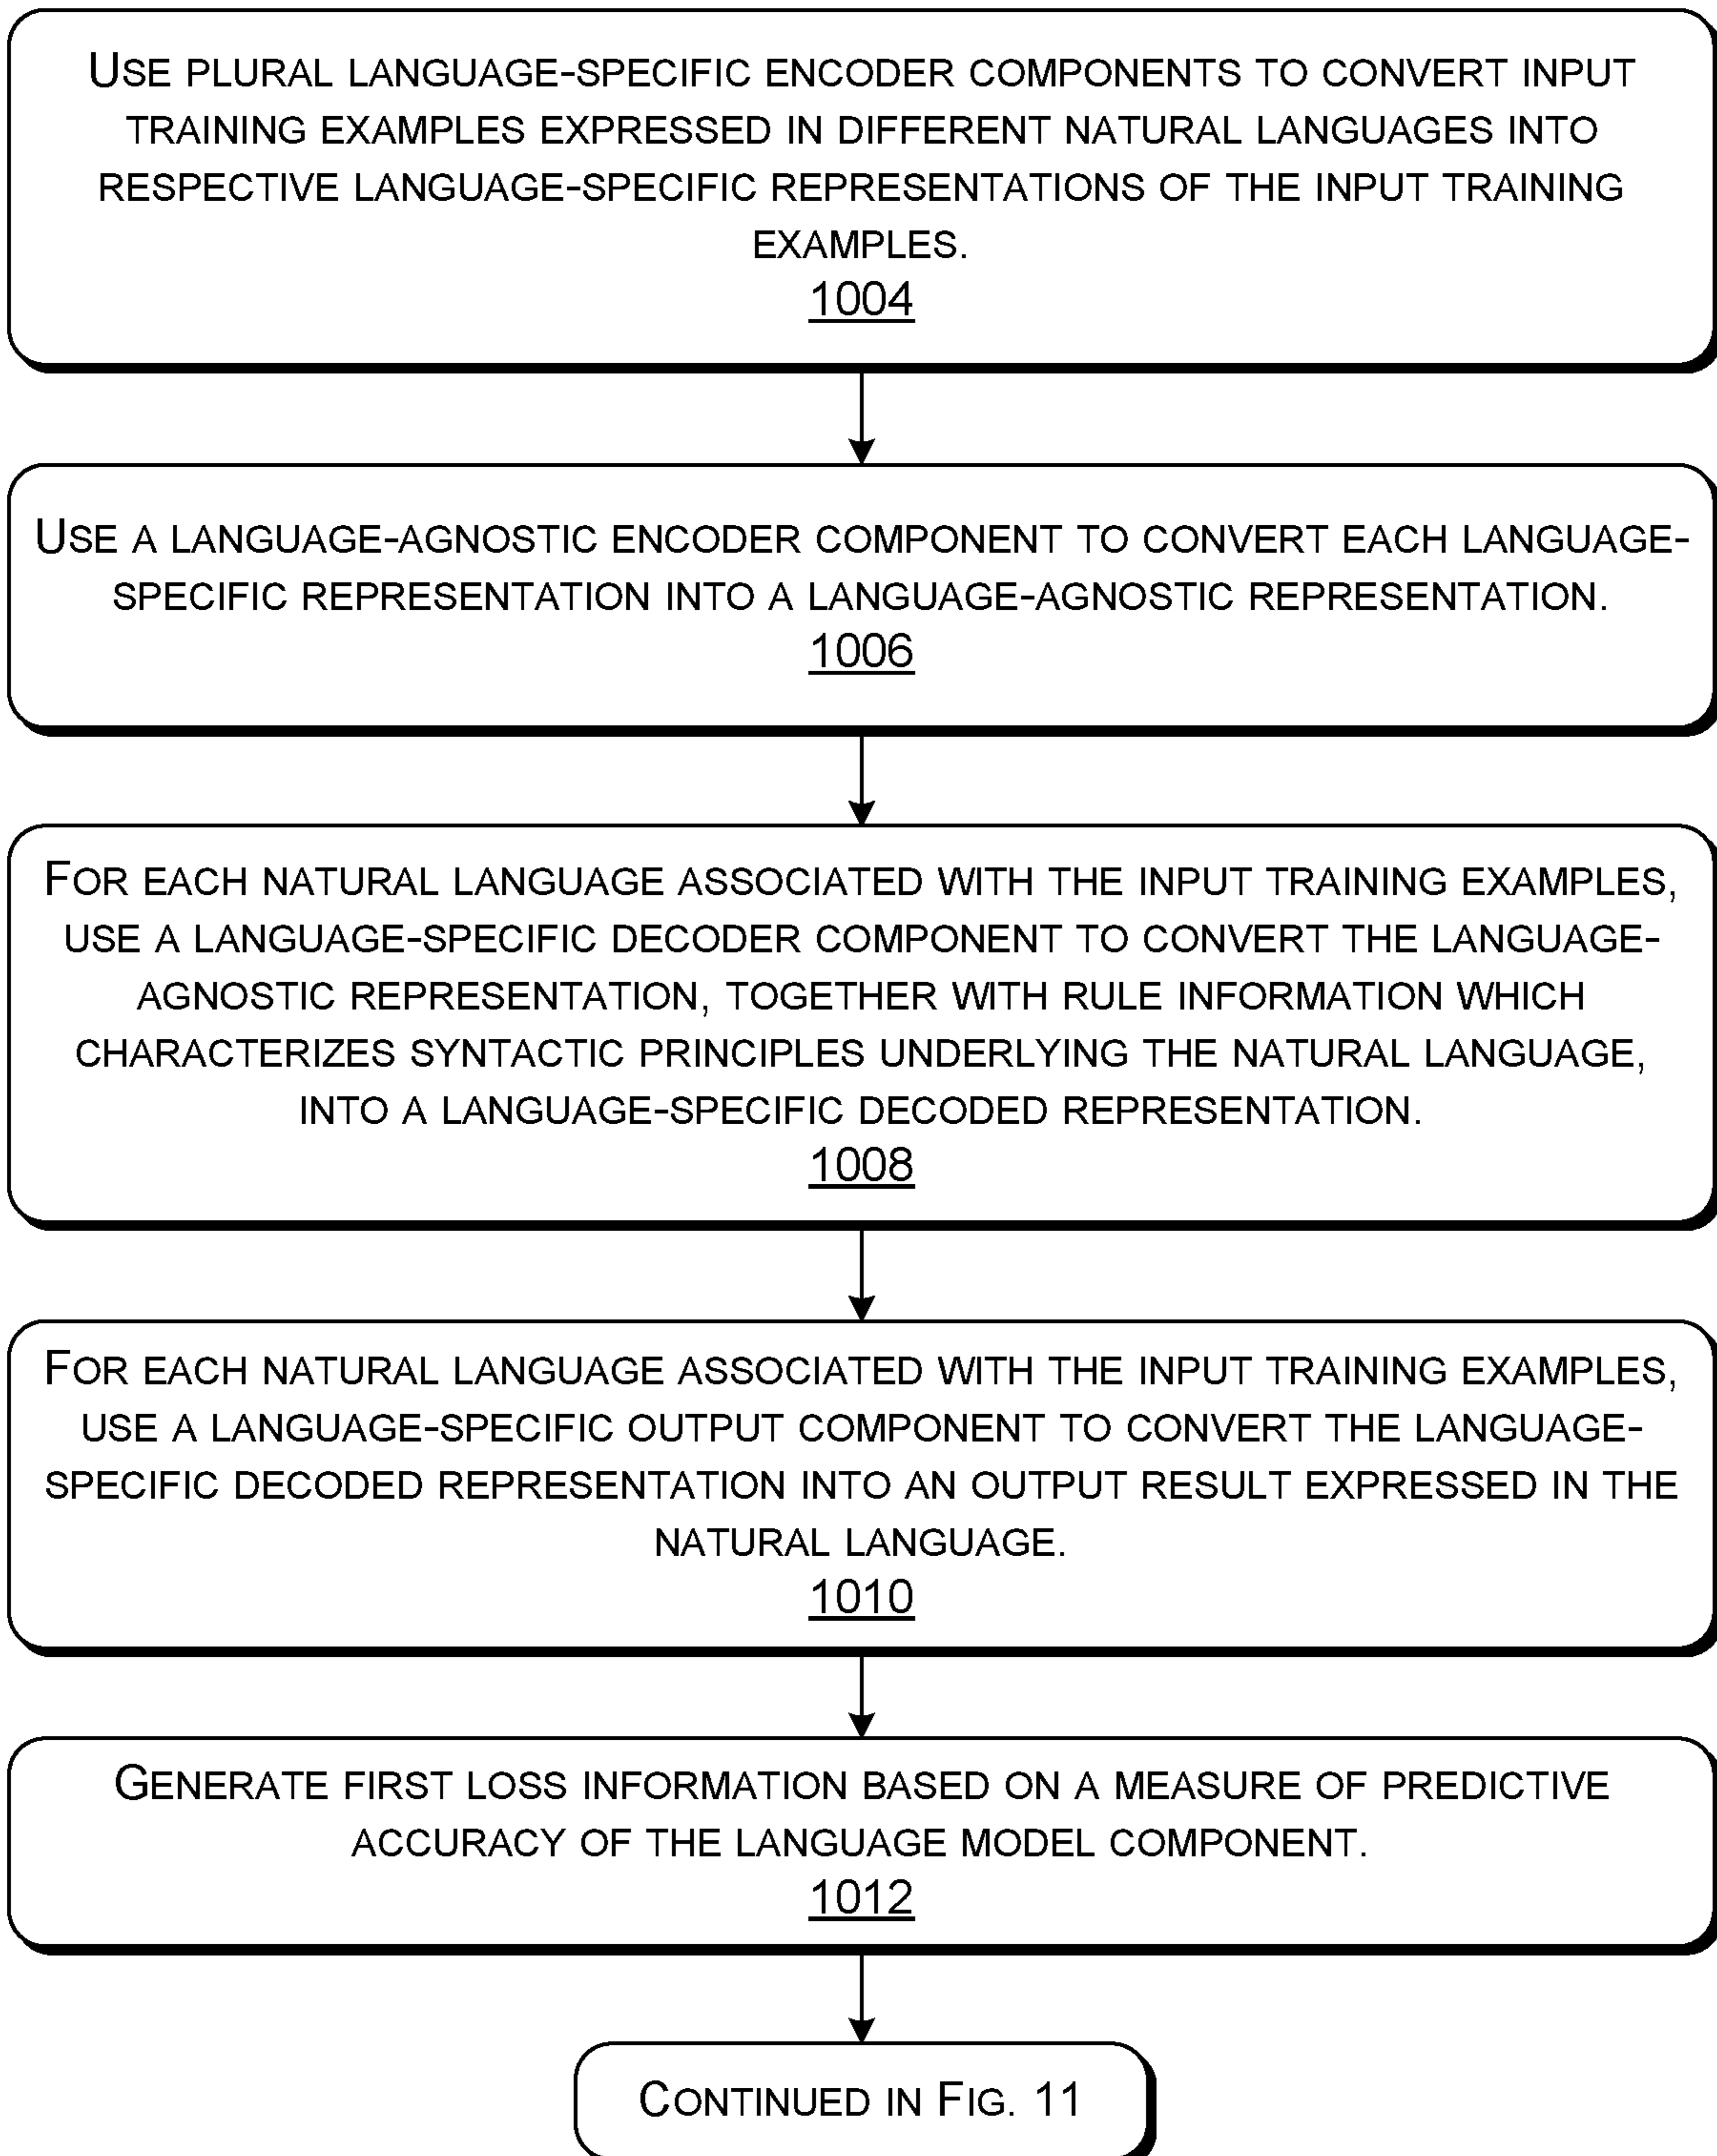 USE PLURAL LANGUAGE-SPECIFIC ENCODER COMPONENTS TO CONVERT INPUT
TRAINING EXAMPLES EXPRESSED IN DIFFERENT NATURAL LANGUAGES INTO
RESPECTIVE LANGUAGE-SPECIFIC REPRESENTATIONS OF THE INPUT TRAINING
EXAMPLES.
1004
USE A LANGUAGE-AGNOSTIC ENCODER COMPONENT TO CONVERT EACH LANGUAGE-
SPECIFIC REPRESENTATION INTO A LANGUAGE-AGNOSTIC REPRESENTATION.
1006
FOR EACH NATURAL LANGUAGE ASSOCIATED WITH THE INPUT TRAINING EXAMPLES,
USE A LANGUAGE-SPECIFIC DECODER COMPONENT TO CONVERT THE LANGUAGE-
AGNOSTIC REPRESENTATION, TOGETHER WITH RULE INFORMATION WHICH
CHARACTERIZES SYNTACTIC PRINCIPLES UNDERLYING THE NATURAL LANGUAGE,
INTO A LANGUAGE-SPECIFIC DECODED REPRESENTATION.
1008
FOR EACH NATURAL LANGUAGE ASSOCIATED WITH THE INPUT TRAINING EXAMPLES,
USE A LANGUAGE-SPECIFIC OUTPUT COMPONENT TO CONVERT THE LANGUAGE-
SPECIFIC DECODED REPRESENTATION INTO AN OUTPUT RESULT EXPRESSED IN THE
NATURAL LANGUAGE.
1010
GENERATE FIRST LOSS INFORMATION BASED ON A MEASURE OF PREDICTIVE
ACCURACY OF THE LANGUAGE MODEL COMPONENT.
1012
CONTINUED IN FIG. 11